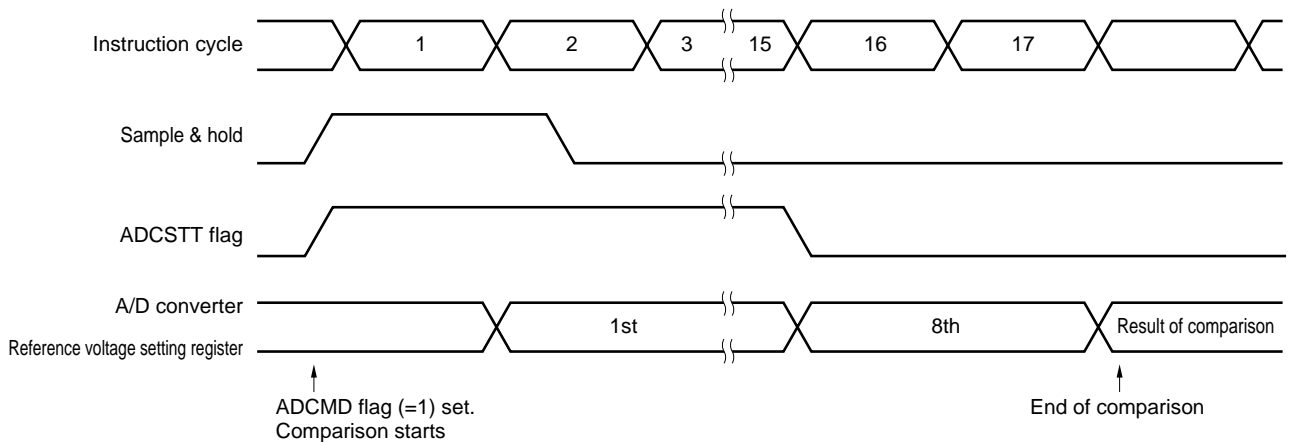 Instruction cycle 1 2 3 15 16 17
Sample & hold
ADCSTT flag
A/D converter
1st 8th Result of comparison
Reference voltage setting register
ADCMD flag (=1) set. End of comparison
Comparison starts